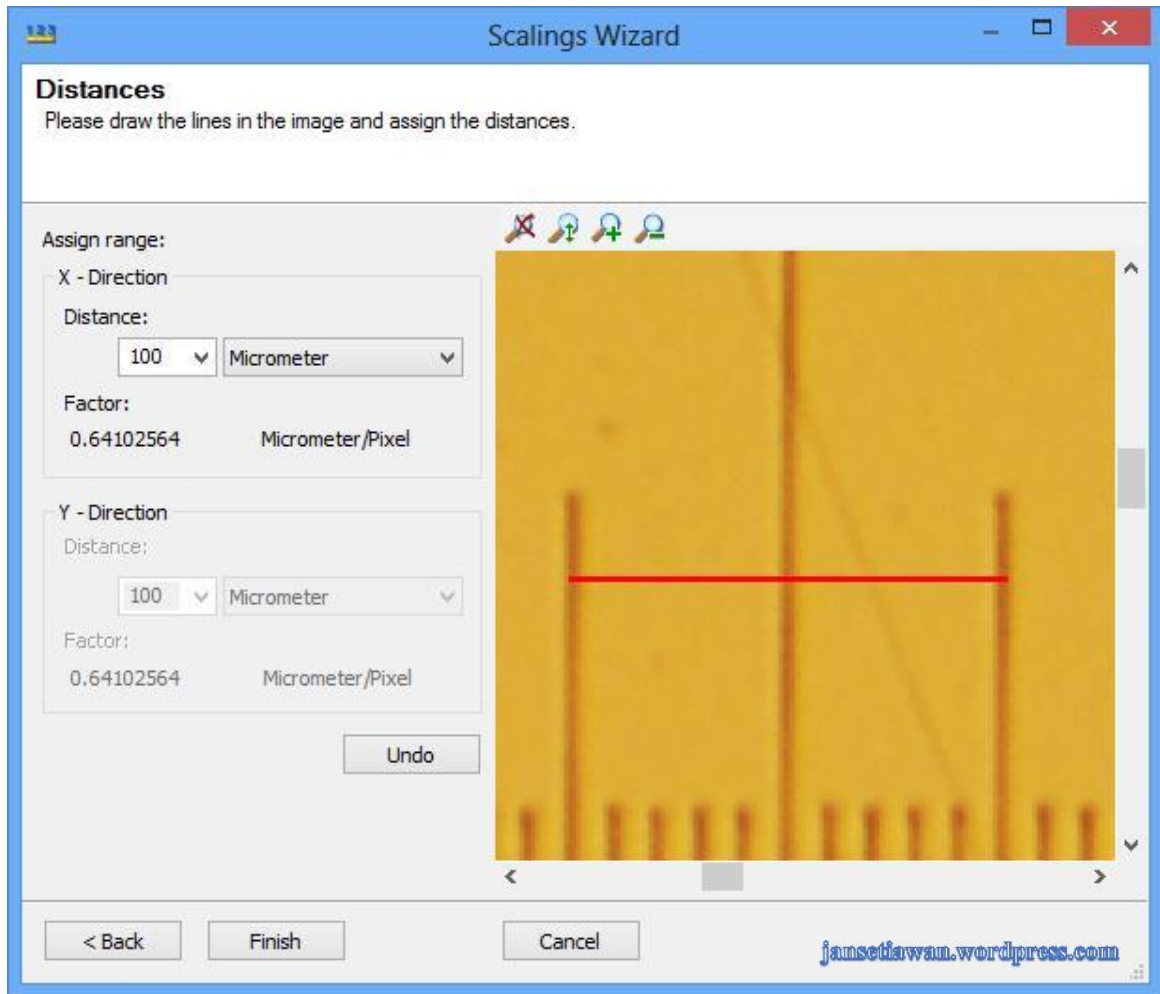 123
Scalings Wizard
Distances
Please draw the lines in the image and assign the distances.
Assign range:
X - Direction
Distance:
100 Micrometer
Factor:
0.64102564 Micrometer/Pixel
Y - Direction
Distance:
100 Micrometer
Factor:
0.64102564 Micrometer/Pixel
Undo
< Back Finish Cancel
jansetiawan.wordpress.com